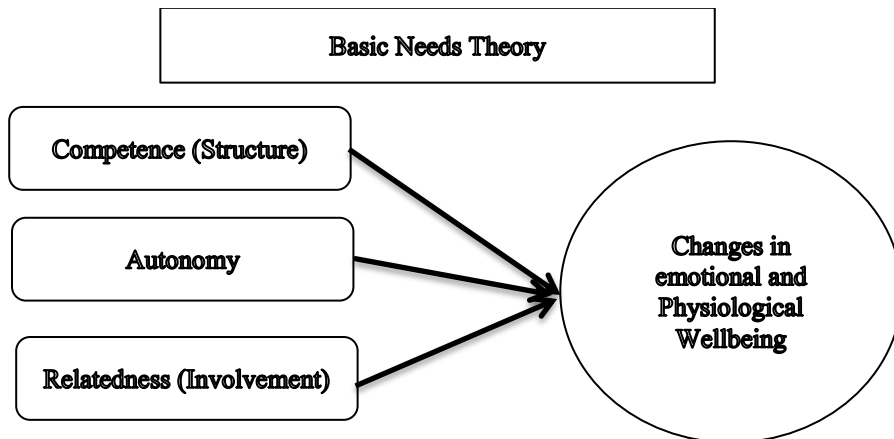 Basic Needs Theory
Competence (Structure)
Autonomy
Relatedness (Involvement)
Changes in
emotional and
Physiological
Wellbeing